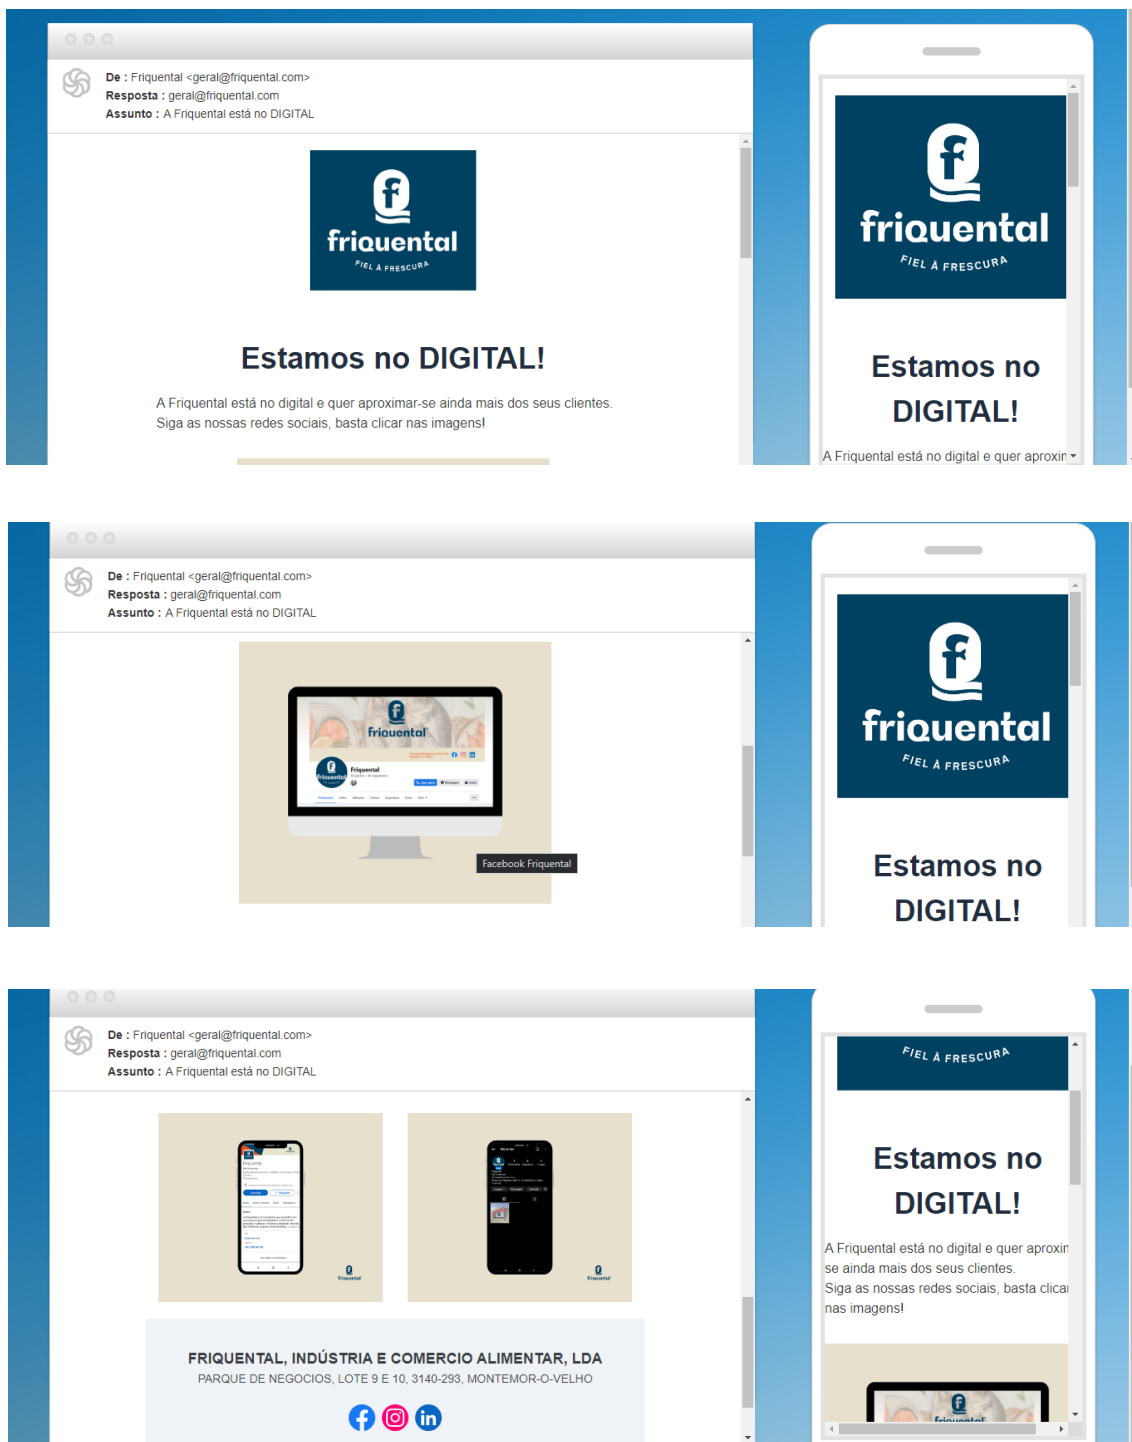 De : Friquental <geral@friquental.com>
Resposta : geral@friquental.com
Assunto : A Friquental está no DIGITAL
friquental
FIEL À FRESCURA
Estamos no DIGITAL!
A Friquental está no digital e quer aproximar-se ainda mais dos seus clientes.
Siga as nossas redes sociais, basta clicar nas imagens!
friquental
FIEL À FRESCURA
Estamos no
DIGITAL!
A Friquental está no digital e quer aproxin
De : Friquental <geral@friquental.com>
Resposta : geral@friquental.com
Assunto : A Friquental está no DIGITAL
friquental
friquental
Friquental
Facebook Friquental
friquental
FIEL À FRESCURA
Estamos no
DIGITAL!
De : Friquental <geral@friquental.com>
Resposta : geral@friquental.com
Assunto : A Friquental está no DIGITAL
friquental
friquental
FRIQUENTAL, INDÚSTRIA E COMERCIO ALIMENTAR, LDA
PARQUE DE NEGOCIOS, LOTE 9 E 10, 3140-293, MONTEMOR-O-VELHO
FIEL À FRESCURA
Estamos no
DIGITAL!
A Friquental está no digital e quer aproxin
se ainda mais dos seus clientes.
Siga as nossas redes sociais, basta clicar
nas imagens!
friquental